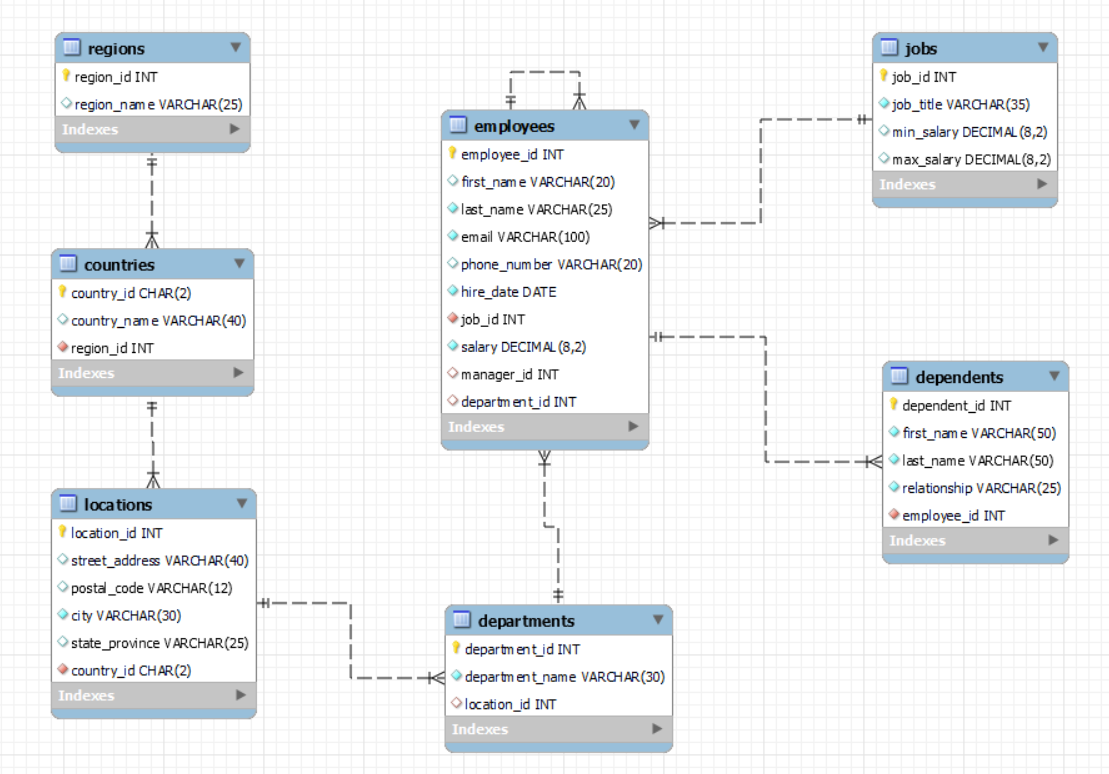 regions
region_id INT
region_name VARCHAR(25)
Indexes
countries
country_id CHAR(2)
country_name VARCHAR(40)
region_id INT
Indexes
locations
location_id INT
street_address VARCHAR(40)
postal_code VARCHAR(12)
city VARCHAR(30)
state_province VARCHAR(25)
country_id CHAR(2)
Indexes
employees
employee_id INT
first_name VARCHAR(20)
last_name VARCHAR(25)
email VARCHAR(100)
phone_number VARCHAR(20)
hire_date DATE
job_id INT
salary DECIMAL(8,2)
manager_id INT
department_id INT
Indexes
departments
department_id INT
department_name VARCHAR(30)
location_id INT
Indexes
jobs
job_id INT
job_title VARCHAR(35)
min_salary DECIMAL(8,2)
max_salary DECIMAL(8,2)
Indexes
dependents
dependent_id INT
first_name VARCHAR(50)
last_name VARCHAR(50)
relationship VARCHAR(25)
employee_id INT
Indexes